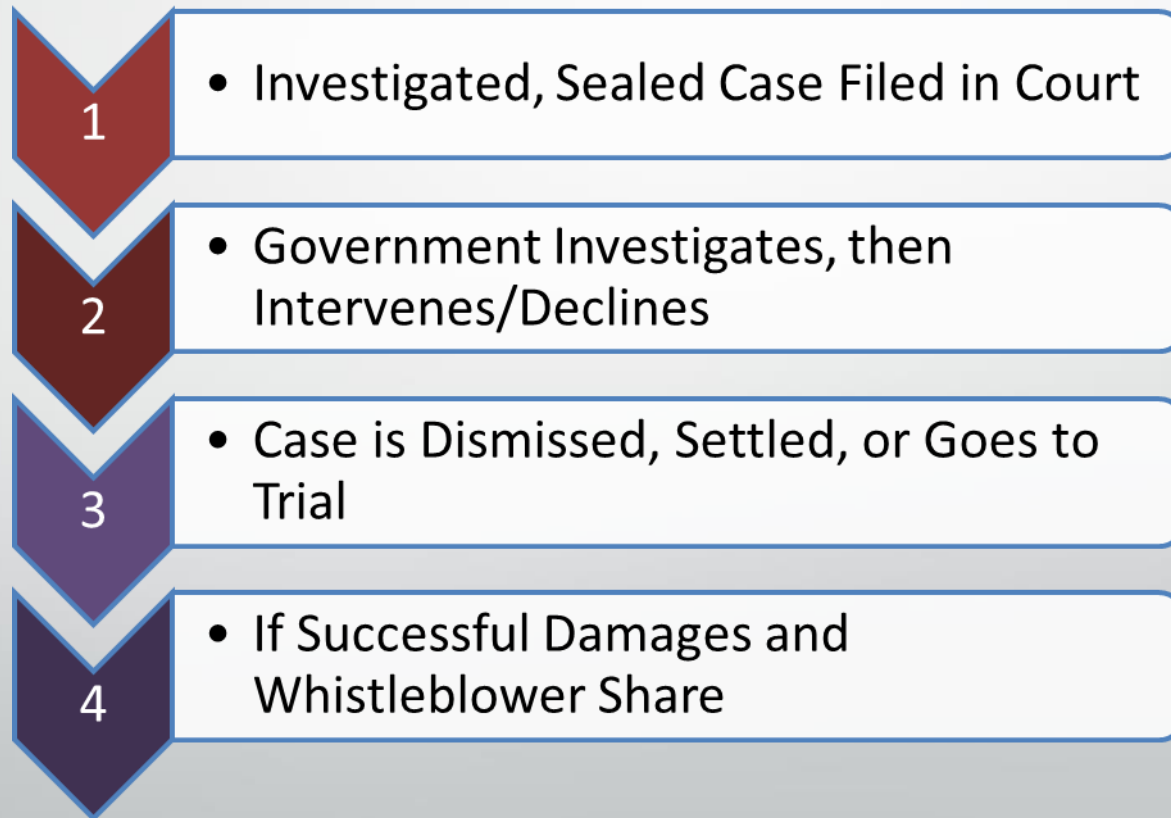 1
• Investigated, Sealed Case Filed in Court
2
• Government Investigates, then
Intervenes/Declines
3
• Case is Dismissed, Settled, or Goes to
Trial
4
• If Successful Damages and
Whistleblower Share